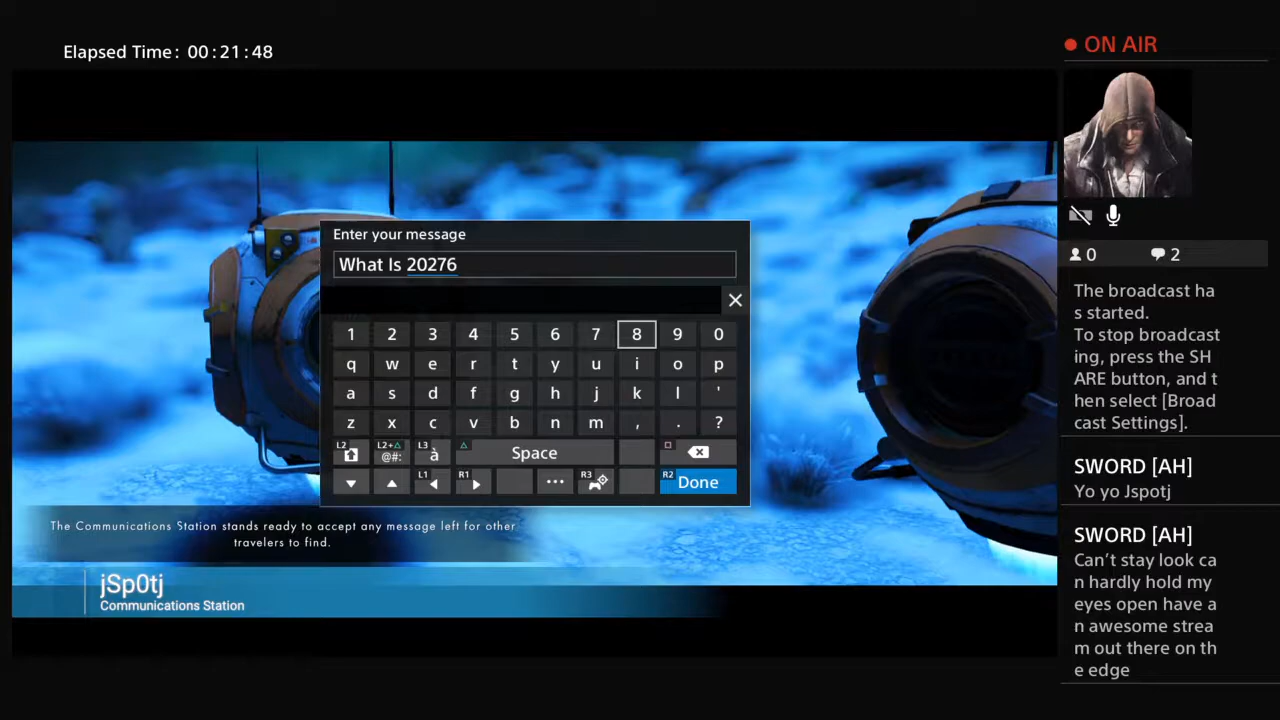 Elapsed Time: 00:21:48
ON AIR
Enter your message
What Is 20276
1 2 3 4 5 6 7 8 9 0
q w e r t y u i o p
a s d f g h j k l '
z x c v b n m , . ?
L2 L2+△ @#: L3 à △ Space □
L1 R1 ... R3 R2 Done
The Communications Station stands ready to accept any message left for other
travelers to find.
jSp0tj
Communications Station
0 2
The broadcast ha
s started.
To stop broadcast
ing, press the SH
ARE button, and t
hen select [Broad
cast Settings].
SWORD [AH]
Yo yo Jspotj
SWORD [AH]
Can't stay look ca
n hardly hold my
eyes open have a
n awesome strea
m out there on th
e edge